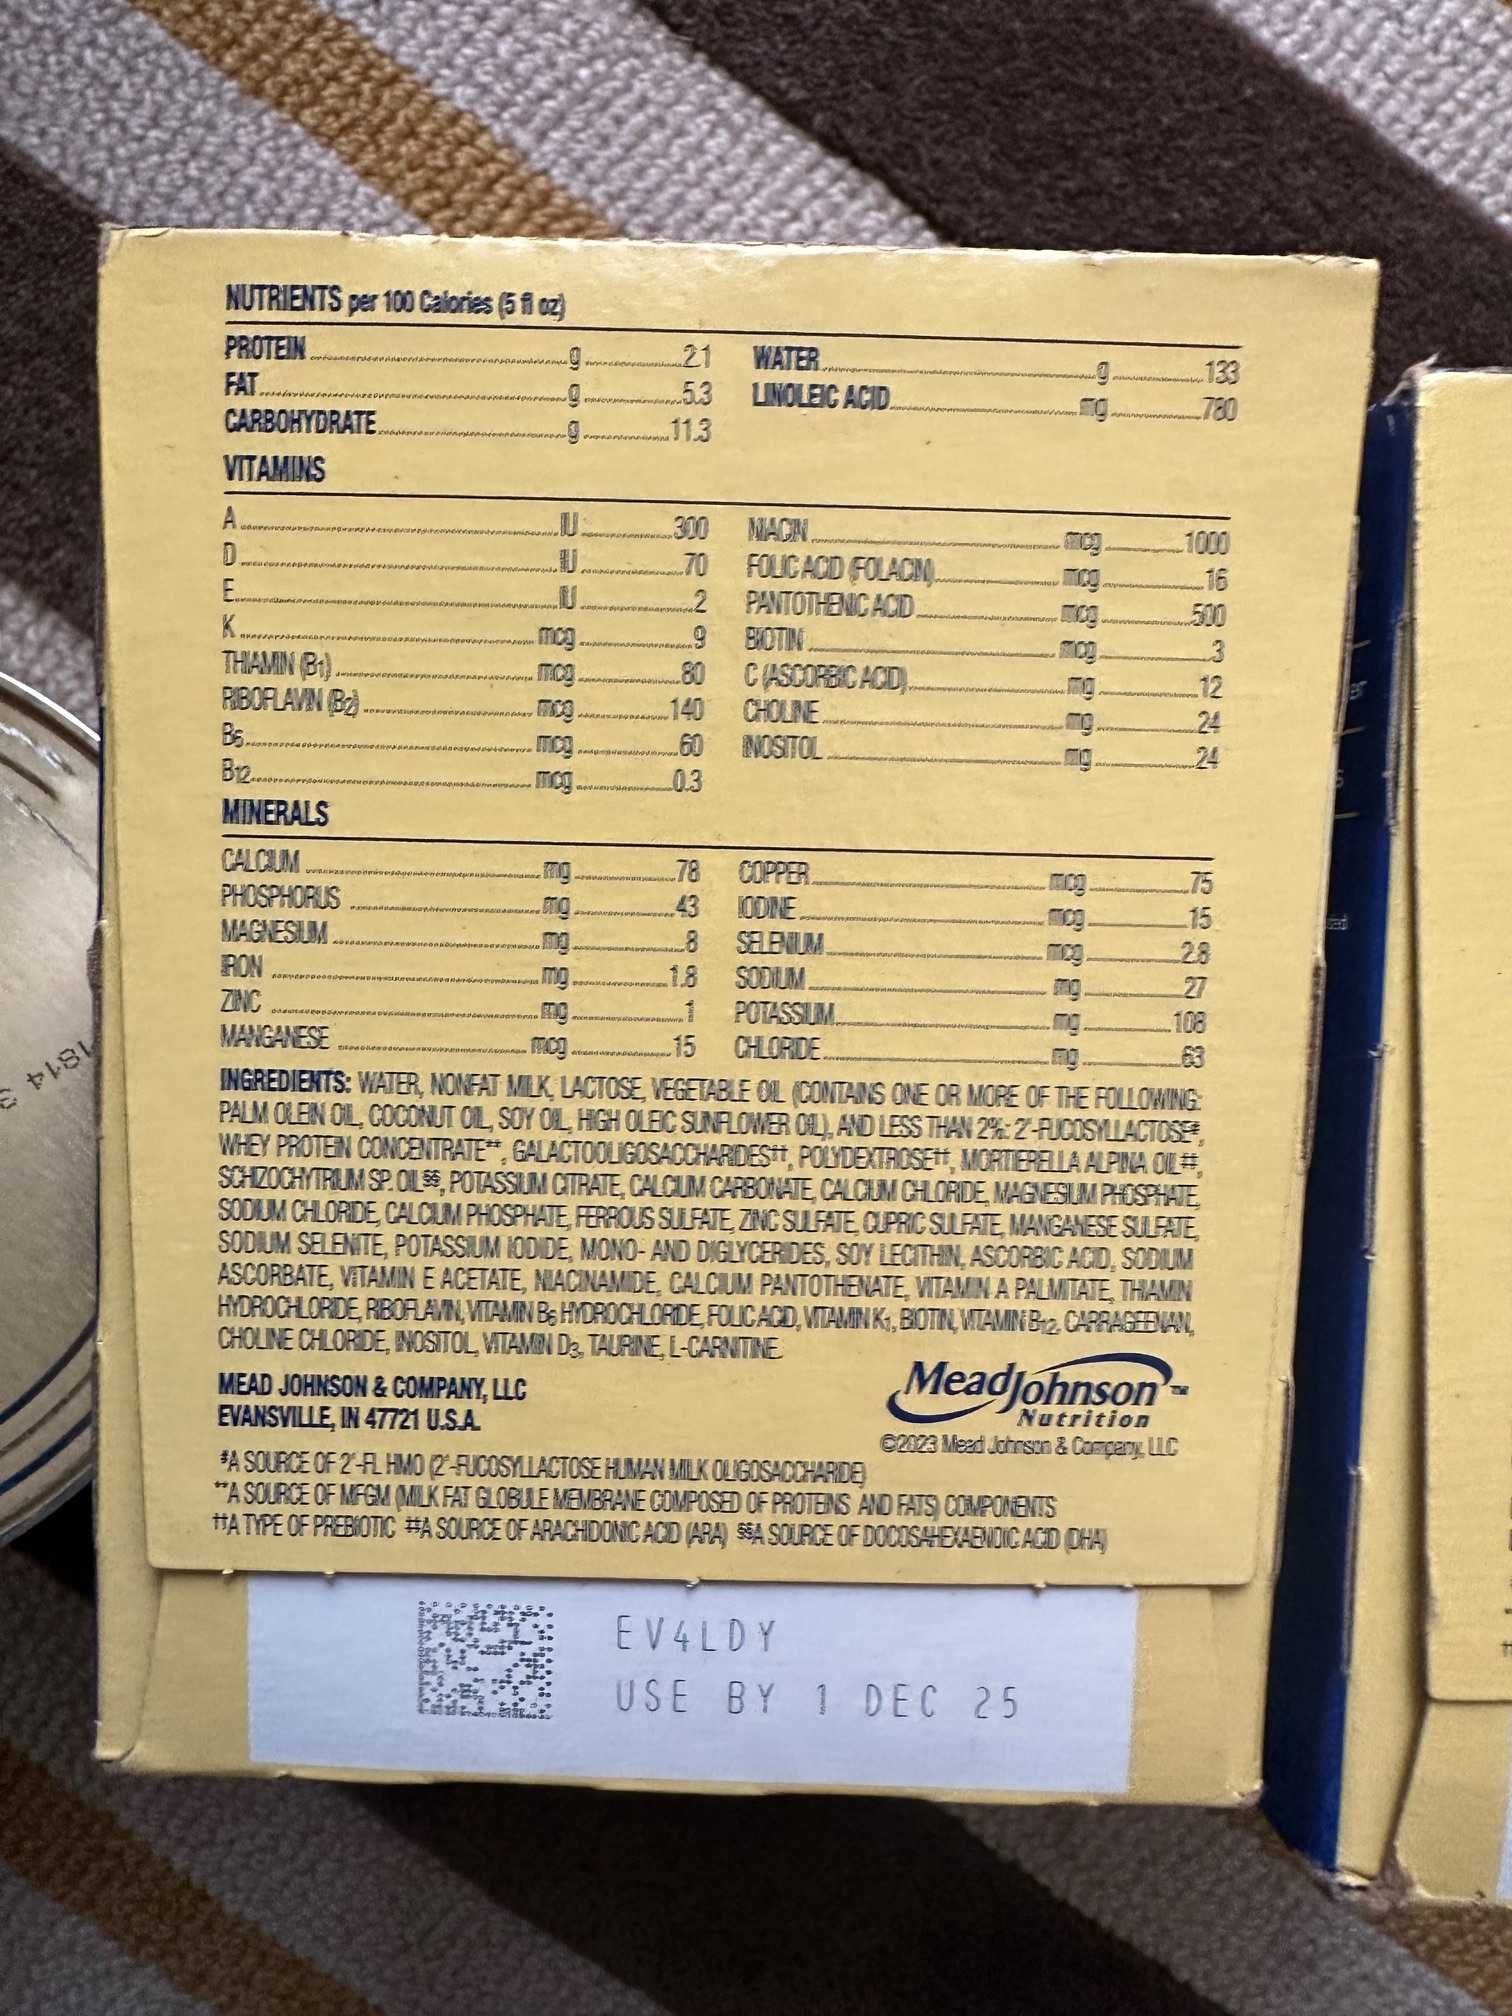 NUTRIENTS per 100 Calories (5 fl oz)
PROTEIN g 2.1 WATER g 133
FAT g 5.3 LINOLEIC ACID mg 780
CARBOHYDRATE g 11.3
VITAMINS
A IU 300 NIACIN mcg 1000
D IU 70 FOLIC ACID (FOLACIN) mcg 16
E IU 2 PANTOTHENIC ACID mcg 500
K mcg 9 BIOTIN mcg 3
THIAMIN (B1) mcg 80 C (ASCORBIC ACID) mg 12
RIBOFLAVIN (B2) mcg 140 CHOLINE mg 24
B6 mcg 60 INOSITOL mg 24
B12 mcg 0.3
MINERALS
CALCIUM mg 78 COPPER mcg 75
PHOSPHORUS mg 43 IODINE mcg 15
MAGNESIUM mg 8 SELENIUM mcg 2.8
IRON mg 1.8 SODIUM mg 27
ZINC mg 1 POTASSIUM mg 108
MANGANESE mcg 15 CHLORIDE mg 63
INGREDIENTS: WATER, NONFAT MILK, LACTOSE, VEGETABLE OIL (CONTAINS ONE OR MORE OF THE FOLLOWING:
PALM OLEIN OIL, COCONUT OIL, SOY OIL, HIGH OLEIC SUNFLOWER OIL), AND LESS THAN 2%: 2'-FUCOSYLLACTOSE#,
WHEY PROTEIN CONCENTRATE**, GALACTOOLIGOSACCHARIDES††, POLYDEXTROSE††, MORTIERELLA ALPINA OIL‡‡,
SCHIZOCHYTRIUM SP. OIL§§, POTASSIUM CITRATE, CALCIUM CARBONATE, CALCIUM CHLORIDE, MAGNESIUM PHOSPHATE,
SODIUM CHLORIDE, CALCIUM PHOSPHATE, FERROUS SULFATE, ZINC SULFATE, CUPRIC SULFATE, MANGANESE SULFATE,
SODIUM SELENITE, POTASSIUM IODIDE, MONO- AND DIGLYCERIDES, SOY LECITHIN, ASCORBIC ACID, SODIUM
ASCORBATE, VITAMIN E ACETATE, NIACINAMIDE, CALCIUM PANTOTHENATE, VITAMIN A PALMITATE, THIAMIN
HYDROCHLORIDE, RIBOFLAVIN, VITAMIN B6 HYDROCHLORIDE, FOLIC ACID, VITAMIN K1, BIOTIN, VITAMIN B12, CARRAGEENAN,
CHOLINE CHLORIDE, INOSITOL, VITAMIN D3, TAURINE, L-CARNITINE.
MEAD JOHNSON & COMPANY, LLC
EVANSVILLE, IN 47721 U.S.A.
MeadJohnson™
Nutrition
©2023 Mead Johnson & Company, LLC
#A SOURCE OF 2'-FL HMO (2'-FUCOSYLLACTOSE HUMAN MILK OLIGOSACCHARIDE)
**A SOURCE OF MFGM (MILK FAT GLOBULE MEMBRANE COMPOSED OF PROTEINS AND FATS) COMPONENTS
††A TYPE OF PREBIOTIC ‡‡A SOURCE OF ARACHIDONIC ACID (ARA) §§A SOURCE OF DOCOSAHEXAENOIC ACID (DHA)
EV4LDY
USE BY 1 DEC 25
1814 3